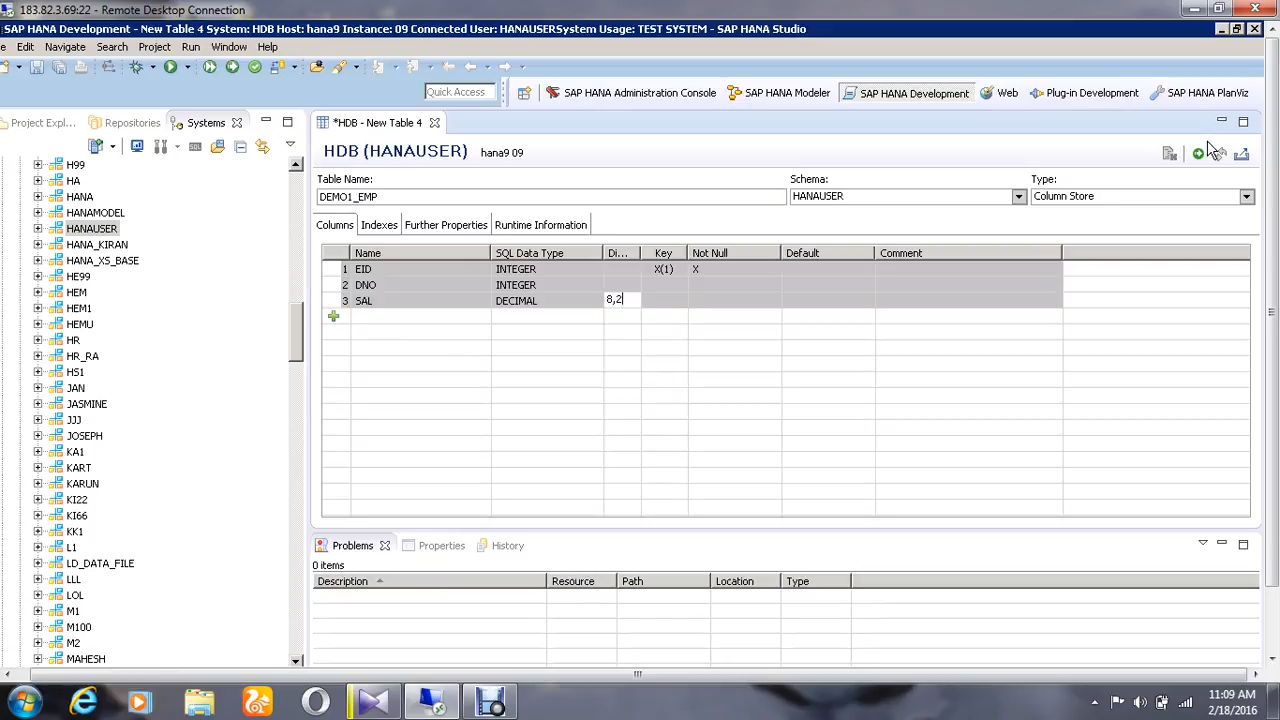 183.82.3.69:22 - Remote Desktop Connection
SAP HANA Development - New Table 4 System: HDB Host: hana9 Instance: 09 Connected User: HANAUSERSystem Usage: TEST SYSTEM - SAP HANA Studio
Edit Navigate Search Project Run Window Help
Quick Access
SAP HANA Administration Console SAP HANA Modeler SAP HANA Development Web Plug-in Development SAP HANA PlanViz
Project Expl... Repositories Systems
*HDB - New Table 4
HDB (HANAUSER) hana9 09
Table Name: Schema: Type:
DEMO1_EMP HANAUSER Column Store
Columns Indexes Further Properties Runtime Information
Name SQL Data Type Di... Key Not Null Default Comment
1 EID INTEGER X(1) X
2 DNO INTEGER
3 SAL DECIMAL 8,2
H99
HA
HANA
HANAMODEL
HANAUSER
HANA_KIRAN
HANA_XS_BASE
HE99
HEM
HEM1
HEMU
HR
HR_RA
HS1
JAN
JASMINE
JJJ
JOSEPH
KA1
KART
KARUN
KI22
KI66
KK1
L1
LD_DATA_FILE
LLL
LOL
M1
M100
M2
MAHESH
Problems Properties History
0 items
Description Resource Path Location Type
11:09 AM
2/18/2016